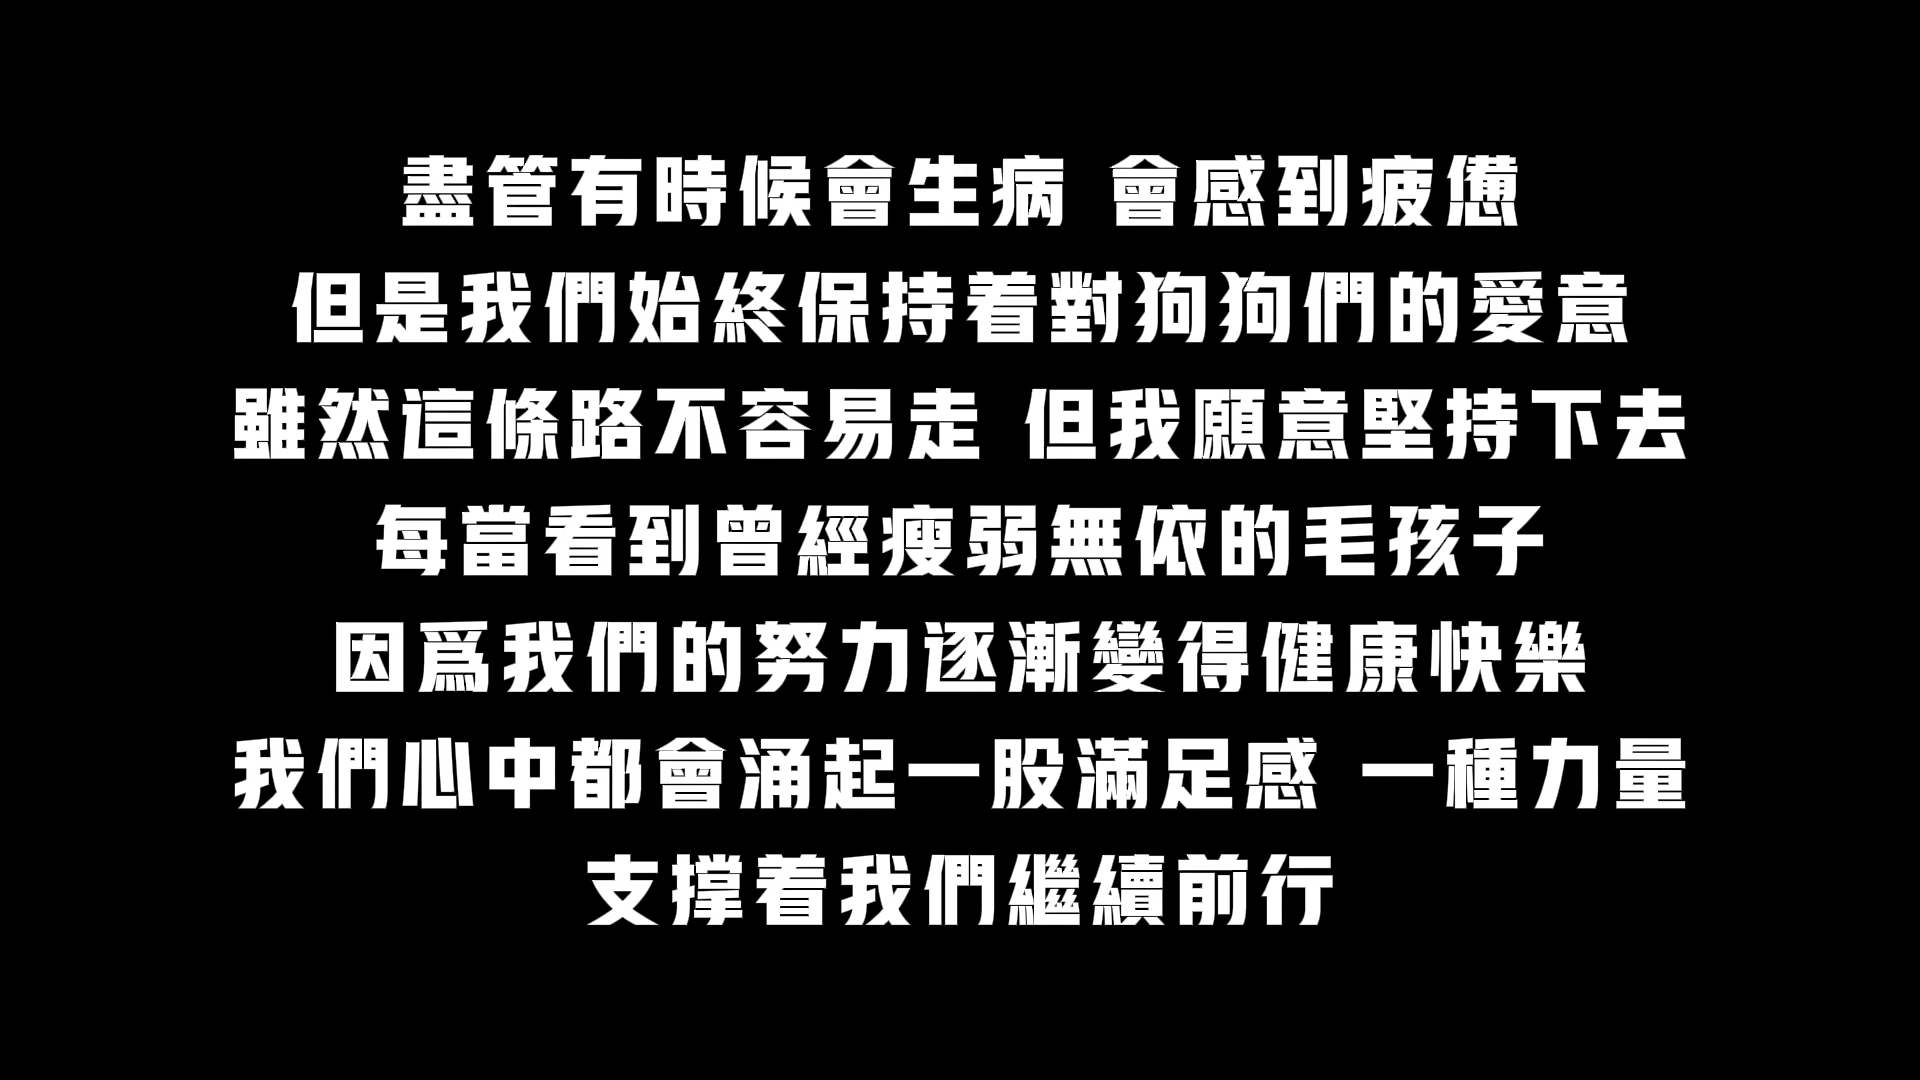 盡管有時候會生病 會感到疲憊
但是我們始終保持着對狗狗們的愛意
雖然這條路不容易走 但我願意堅持下去
每當看到曾經瘦弱無依的毛孩子
因爲我們的努力逐漸變得健康快樂
我們心中都會涌起一股滿足感 一種力量
支撐着我們繼續前行